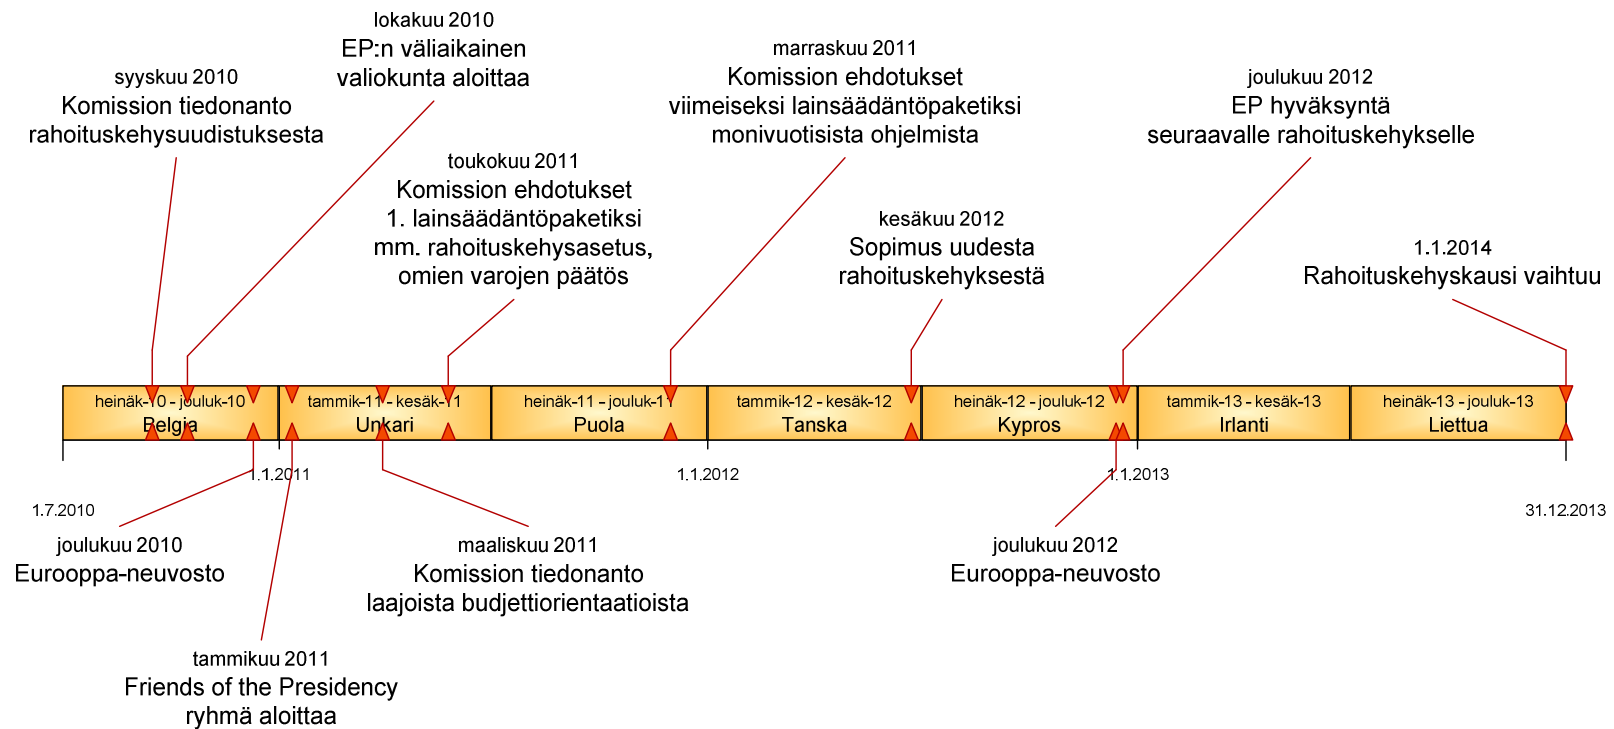 lokakuu 2010
EP:n väliaikainen
valiokunta aloittaa
syyskuu 2010
Komission tiedonanto
rahoituskehysuudistuksesta
marraskuu 2011
Komission ehdotukset
viimeiseksi lainsäädäntöpaketiksi
monivuotisista ohjelmista
joulukuu 2012
EP hyväksyntä
seuraavalle rahoituskehykselle
toukokuu 2011
Komission ehdotukset
1. lainsäädäntöpaketiksi
mm. rahoituskehysasetus,
omien varojen päätös
kesäkuu 2012
Sopimus uudesta
rahoituskehyksestä
1.1.2014
Rahoituskehyskausi vaihtuu
heinäk-10 - jouluk-10
Belgia
tammik-11 - kesäk-11
Unkari
heinäk-11 - jouluk-11
Puola
tammik-12 - kesäk-12
Tanska
heinäk-12 - jouluk-12
Kypros
tammik-13 - kesäk-13
Irlanti
heinäk-13 - jouluk-13
Liettua
1.1.2011
1.1.2012
1.1.2013
1.7.2010
31.12.2013
joulukuu 2010
Eurooppa-neuvosto
maaliskuu 2011
Komission tiedonanto
laajoista budjettiorientaatioista
joulukuu 2012
Eurooppa-neuvosto
tammikuu 2011
Friends of the Presidency
ryhmä aloittaa